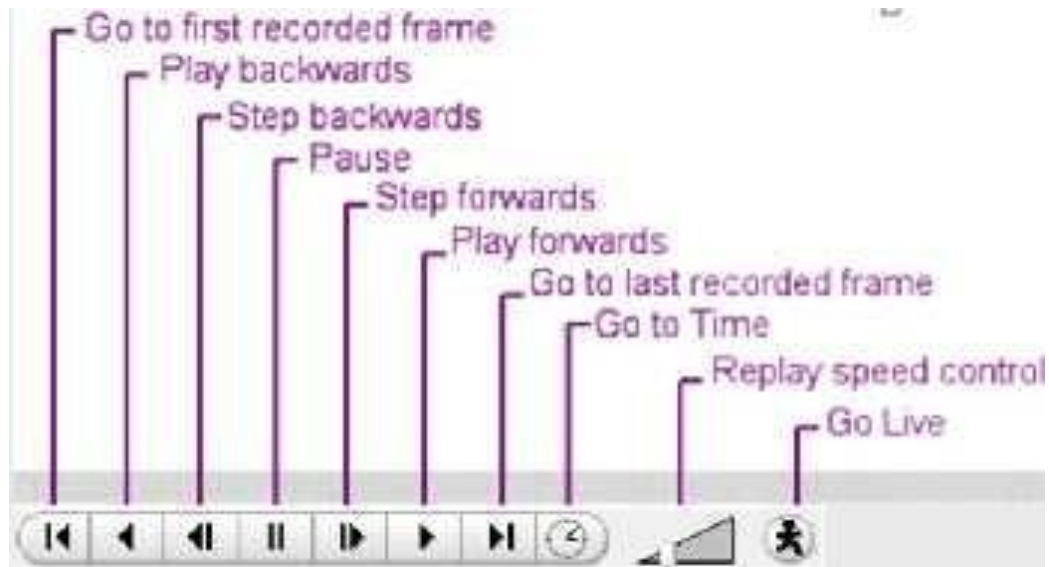 Go to first recorded frame
Play backwards
Step backwards
Pause
Step forwards
Play forwards
Go to last recorded frame
Go to Time
Replay speed control
Go Live